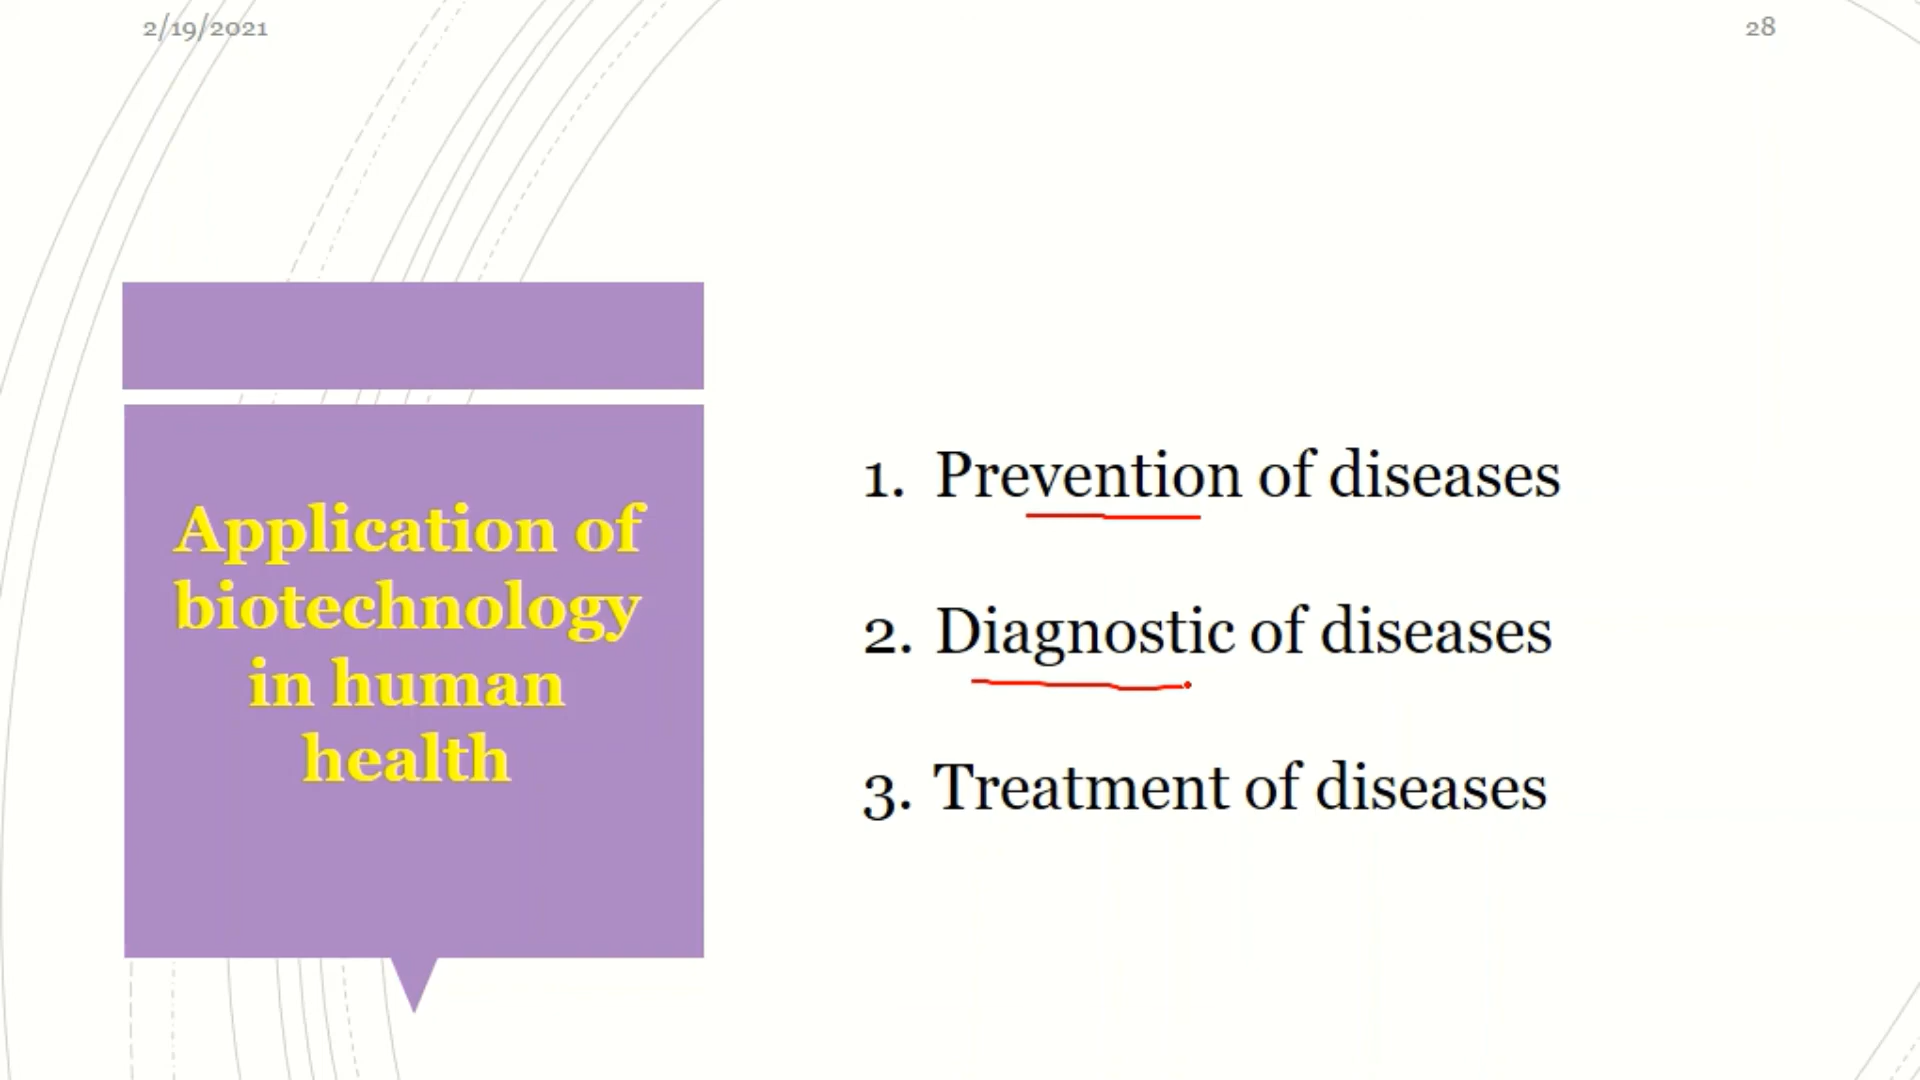 2/19/2021
28
Application of
biotechnology
in human
health
1. Prevention of diseases
2. Diagnostic of diseases
3. Treatment of diseases